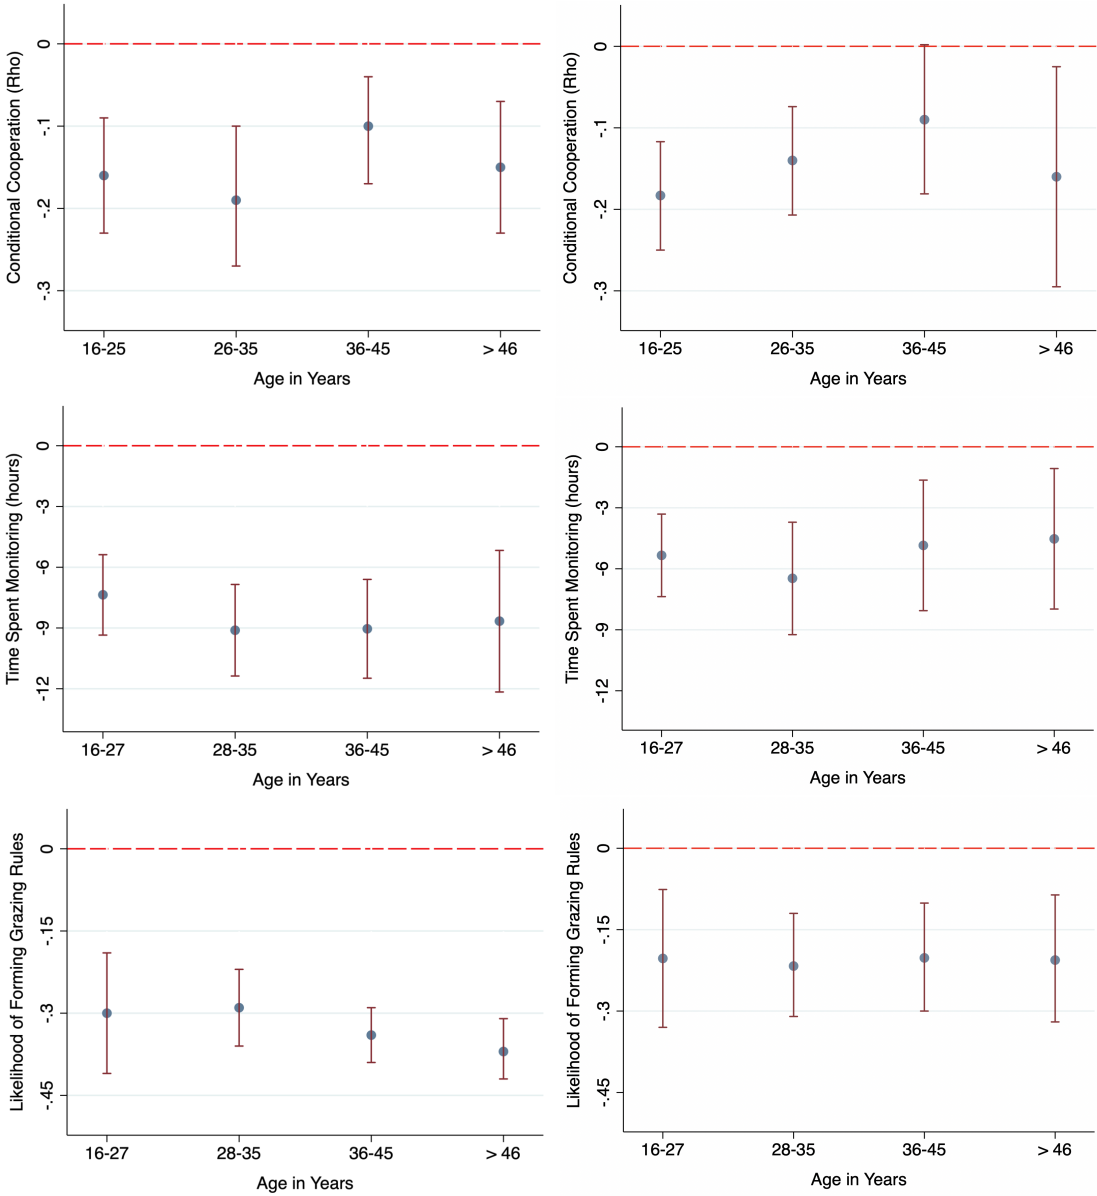 Conditional Cooperation (Rho)
0
-.1
-.2
-.3
16-25 26-35 36-45 > 46
Age in Years
Conditional Cooperation (Rho)
0
-.1
-.2
-.3
16-25 26-35 36-45 > 46
Age in Years
Time Spent Monitoring (hours)
0
-3
-6
-9
-12
16-27 28-35 36-45 > 46
Age in Years
Time Spent Monitoring (hours)
0
-3
-6
-9
-12
16-27 28-35 36-45 > 46
Age in Years
Likelihood of Forming Grazing Rules
0
-.15
-.3
-.45
16-27 28-35 36-45 > 46
Age in Years
Likelihood of Forming Grazing Rules
0
-.15
-.3
-.45
16-27 28-35 36-45 > 46
Age in Years